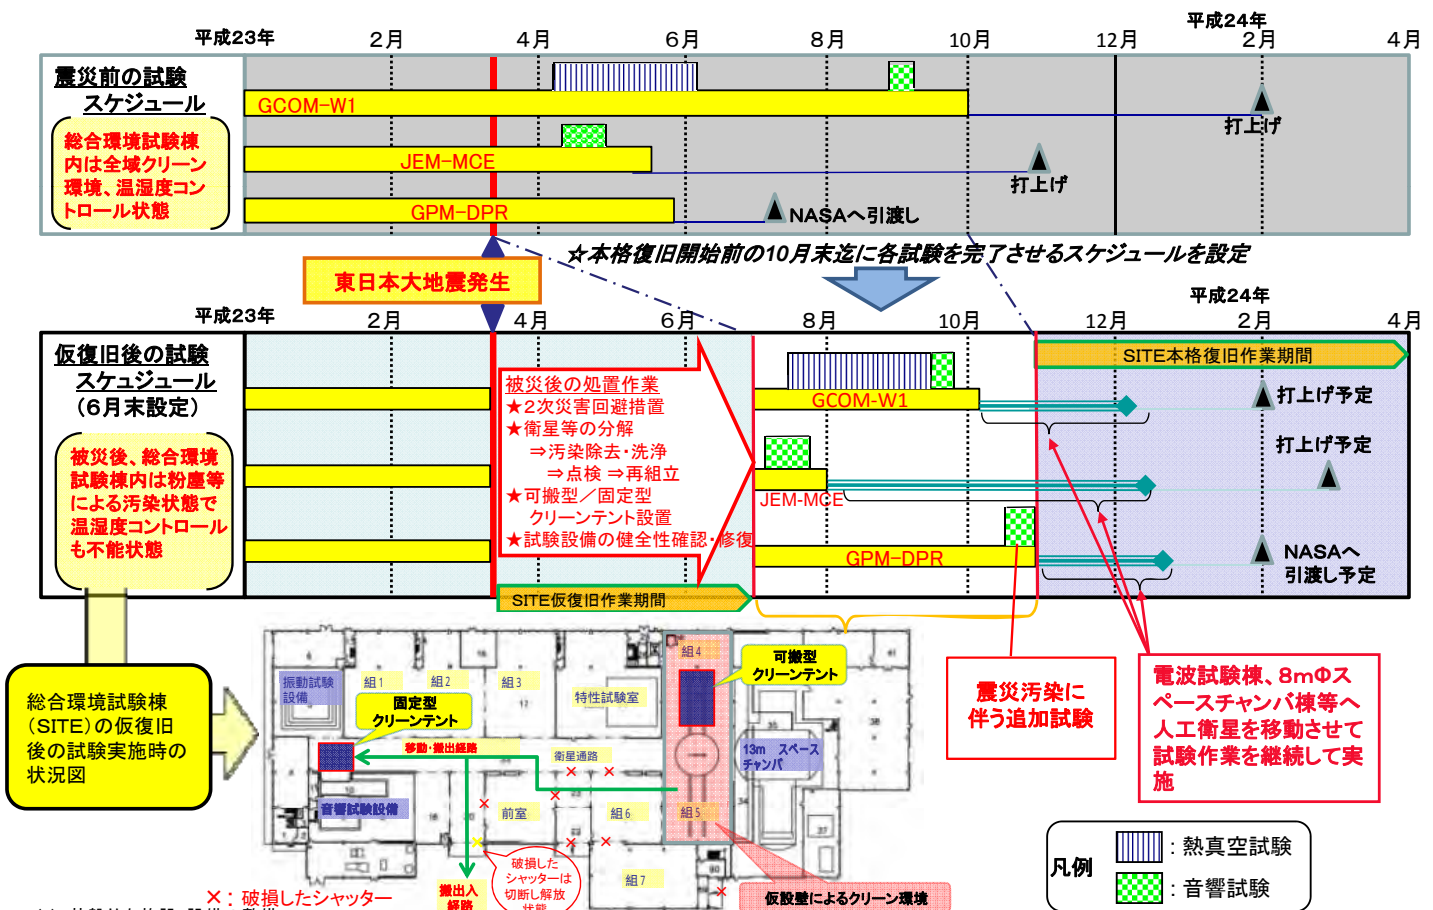 平成23年
2月
4月
6月
8月
10月
12月
平成24年
2月
4月
震災前の試験
スケジュール
総合環境試験棟
内は全域クリーン
環境、温湿度コン
トロール状態
GCOM-W1
打上げ
JEM-MCE
打上げ
GPM-DPR
NASAへ引渡し
東日本大地震発生
☆本格復旧開始前の10月末迄に各試験を完了させるスケジュールを設定
平成23年
2月
4月
6月
8月
10月
12月
平成24年
2月
4月
仮復旧後の試験
スケュジュール
(6月末設定)
被災後、総合環境
試験棟内は粉塵等
による汚染状態で
温湿度コントロール
も不能状態
被災後の処置作業
★2次災害回避措置
★衛星等の分解
⇒汚染除去・洗浄
⇒点検 ⇒再組立
★可搬型/固定型
クリーンテント設置
★試験設備の健全性確認・修復
SITE仮復旧作業期間
SITE本格復旧作業期間
GCOM-W1
打上げ予定
JEM-MCE
打上げ予定
GPM-DPR
NASAへ
引渡し予定
総合環境試験棟
(SITE)の仮復旧
後の試験実施時の
状況図
振動試験
設備
組1
組2
組3
特性試験室
組4
固定型
クリーンテント
可搬型
クリーンテント
移動・搬出経路
衛星通路
13m スペース
チャンバ
音響試験設備
前室
組6
組5
組7
搬出入
経路
破損した
シャッターは
切断し解放
状態
×:破損したシャッター
仮設壁によるクリーン環境
震災汚染に
伴う追加試験
電波試験棟、8mΦス
ペースチャンバ棟等へ
人工衛星を移動させて
試験作業を継続して実
施
凡例
:熱真空試験
:音響試験